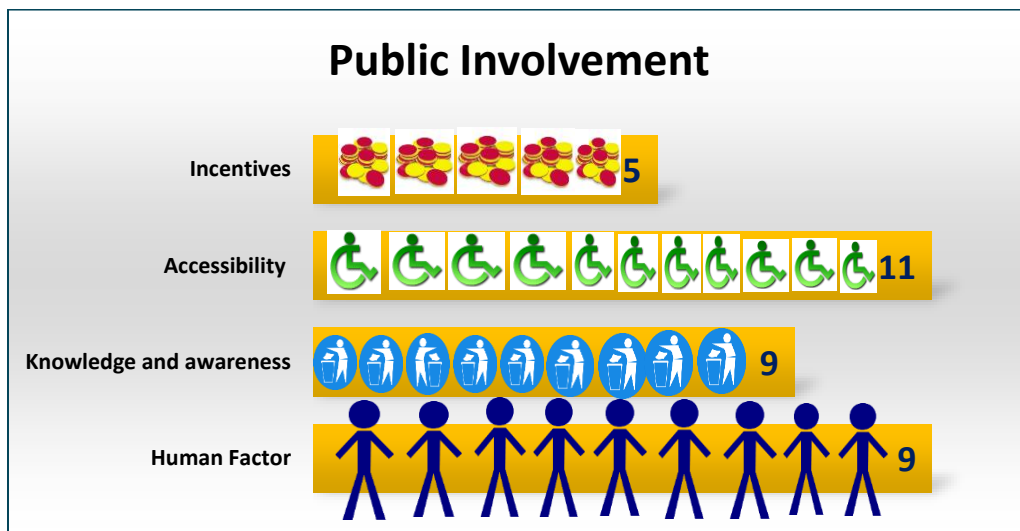 Public Involvement
Incentives 5
Accessibility 11
Knowledge and awareness 9
Human Factor 9